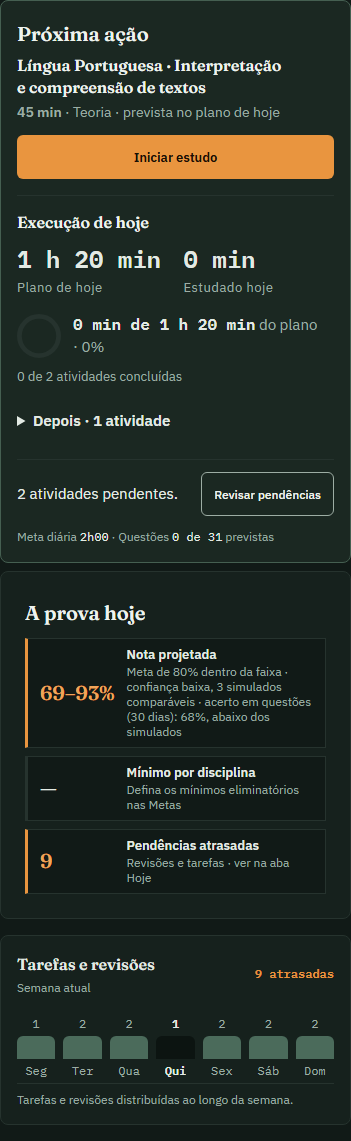 Próxima ação
Língua Portuguesa · Interpretação
e compreensão de textos
45 min · Teoria · prevista no plano de hoje
Iniciar estudo
Execução de hoje
1 h 20 min 0 min
Plano de hoje Estudado hoje
0 min de 1 h 20 min do plano
· 0%
0 de 2 atividades concluídas
Depois · 1 atividade
2 atividades pendentes. Revisar pendências
Meta diária 2h00 · Questões 0 de 31 previstas
A prova hoje
69–93%
Nota projetada
Meta de 80% dentro da faixa ·
confiança baixa, 3 simulados
comparáveis · acerto em questões
(30 dias): 68%, abaixo dos
simulados
—
Mínimo por disciplina
Defina os mínimos eliminatórios
nas Metas
9
Pendências atrasadas
Revisões e tarefas · ver na aba
Hoje
Tarefas e revisões
9 atrasadas
Semana atual
1 2 2 1 2 2 2
Seg Ter Qua Qui Sex Sáb Dom
Tarefas e revisões distribuídas ao longo da semana.